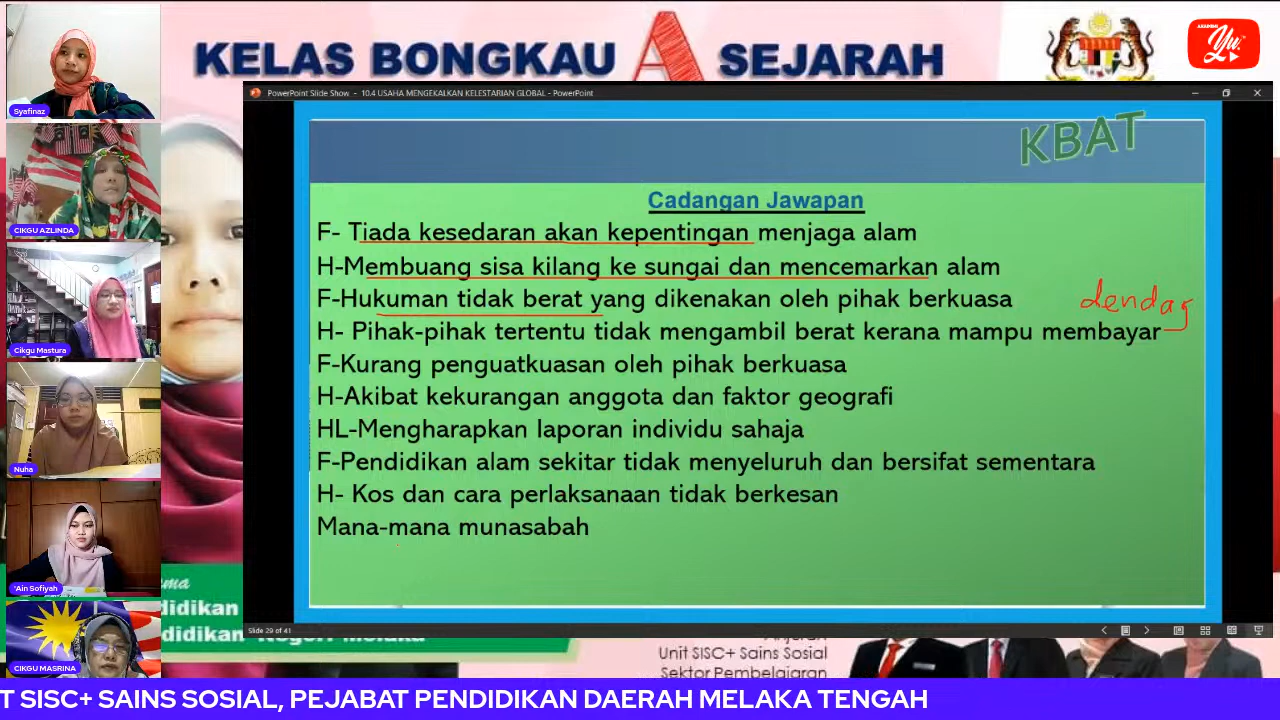 KELAS BONGKAU A SEJARAH
AKADEMI
Yu
PowerPoint Slide Show - 10.4 USAHA MENGEKALKAN KELESTARIAN GLOBAL - PowerPoint
KBAT
Cadangan Jawapan
F- Tiada kesedaran akan kepentingan menjaga alam
H-Membuang sisa kilang ke sungai dan mencemarkan alam
F-Hukuman tidak berat yang dikenakan oleh pihak berkuasa
dendag
H- Pihak-pihak tertentu tidak mengambil berat kerana mampu membayar
F-Kurang penguatkuasaan oleh pihak berkuasa
H-Akibat kekurangan anggota dan faktor geografi
HL-Mengharapkan laporan individu sahaja
F-Pendidikan alam sekitar tidak menyeluruh dan bersifat sementara
H- Kos dan cara perlaksanaan tidak berkesan
Mana-mana munasabah
Slide 29 of 41
Syafinaz
CIKGU AZLINDA
Cikgu Mastura
Nuha
'Ain Sofiyah
CIKGU MASRINA
didikan
didikan Negeri Melaka
Anjuran
Unit SISC+ Sains Sosial
Sektor Pembelajaran
T SISC+ SAINS SOSIAL, PEJABAT PENDIDIKAN DAERAH MELAKA TENGAH